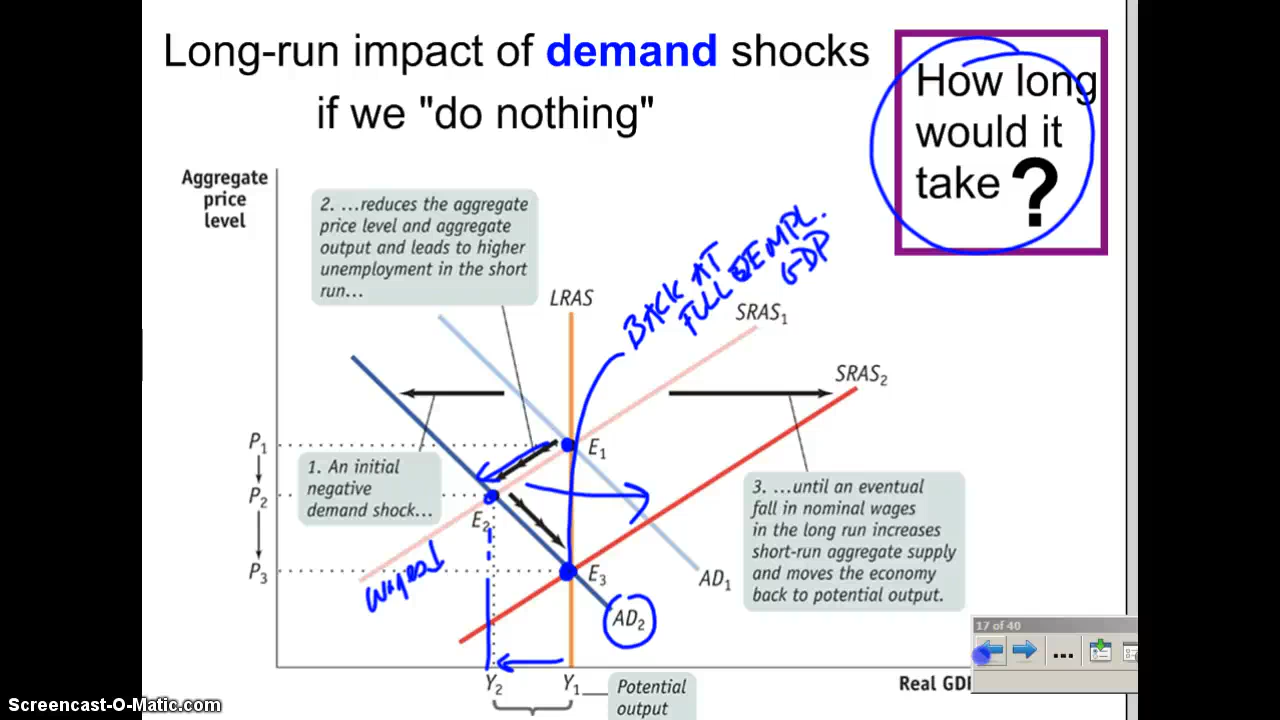 Long-run impact of demand shocks
if we "do nothing"
How long
would it
take ?
Aggregate
price
level
2. …reduces the aggregate
price level and aggregate
output and leads to higher
unemployment in the short
run…
BACK AT
FULL EMPL.
GDP
LRAS
SRAS1
SRAS2
P1
E1
1. An initial
negative
demand shock…
P2
E2
3. …until an eventual
fall in nominal wages
in the long run increases
short-run aggregate supply
and moves the economy
back to potential output.
wages↓
P3
E3
AD1
AD2
17 of 40
Y2
Y1
Potential
output
Real GDP
Screencast-O-Matic.com